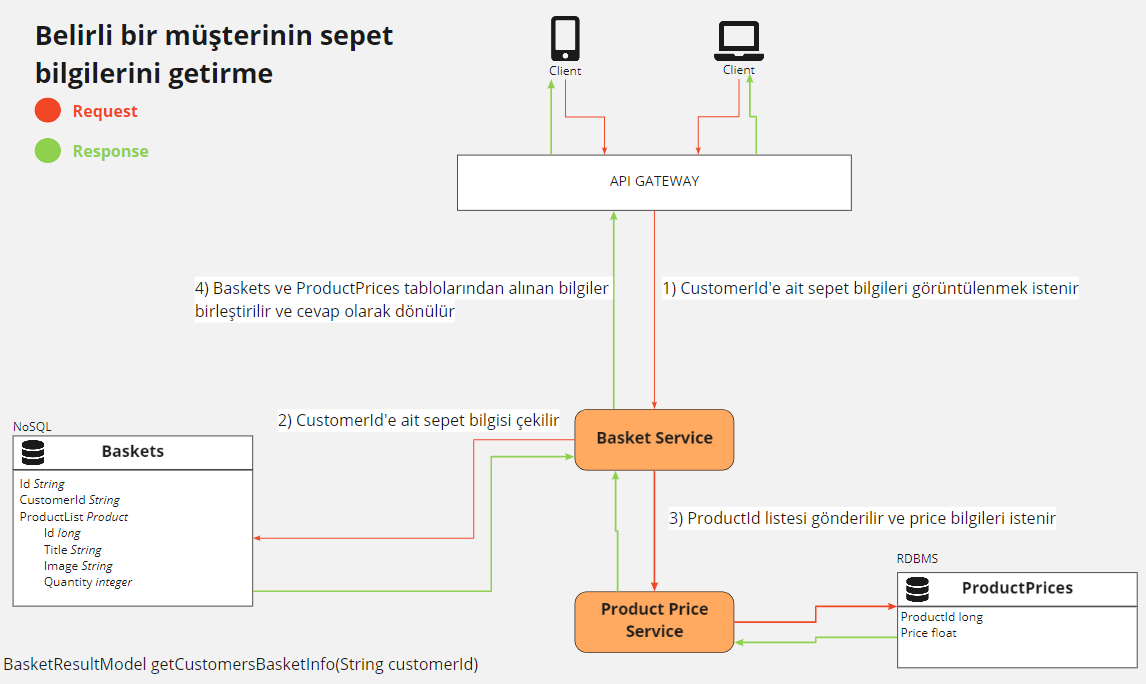 Belirli bir müşterinin sepet
bilgilerini getirme
Request
Response
Client
Client
API GATEWAY
4) Baskets ve ProductPrices tablolarından alınan bilgiler
birleştirilir ve cevap olarak dönülür
1) CustomerId'e ait sepet bilgileri görüntülenmek istenir
2) CustomerId'e ait sepet bilgisi çekilir
Basket Service
NoSQL
Baskets
Id String
CustomerId String
ProductList Product
Id long
Title String
Image String
Quantity integer
3) ProductId listesi gönderilir ve price bilgileri istenir
Product Price
Service
RDBMS
ProductPrices
ProductId long
Price float
BasketResultModel getCustomersBasketInfo(String customerId)